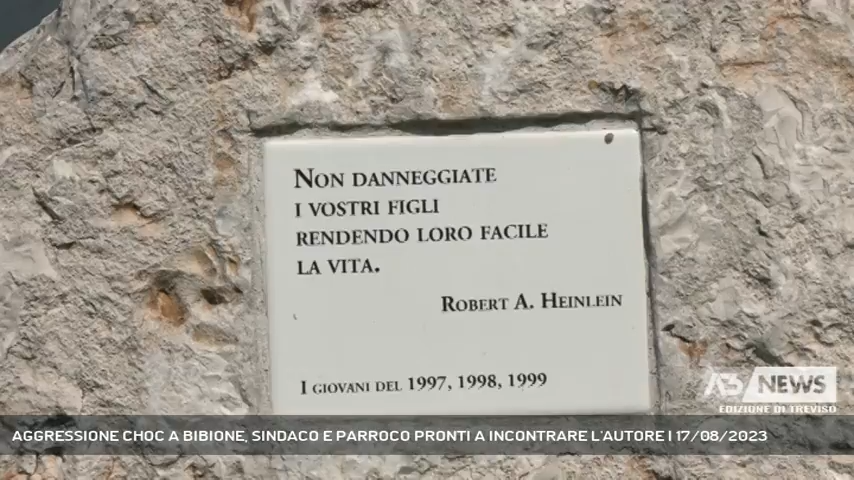 NON DANNEGGIATE
I VOSTRI FIGLI
RENDENDO LORO FACILE
LA VITA.
ROBERT A. HEINLEIN
I GIOVANI DEL 1997, 1998, 1999
A3 NEWS
EDIZIONE DI TREVISO
AGGRESSIONE CHOC A BIBIONE, SINDACO E PARROCO PRONTI A INCONTRARE L'AUTORE | 17/08/2023